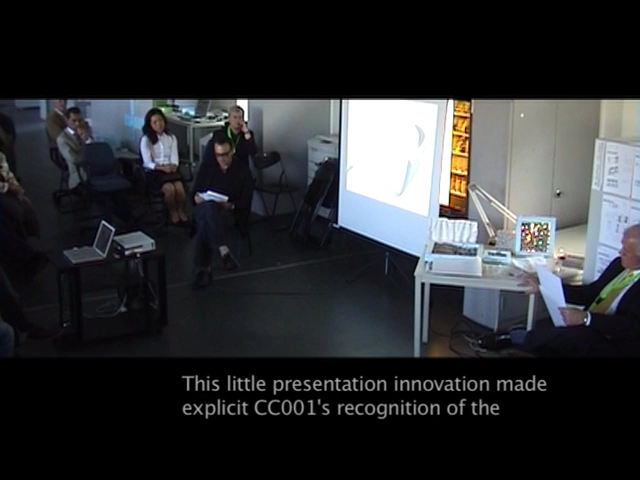 This little presentation innovation made
explicit CC001's recognition of the